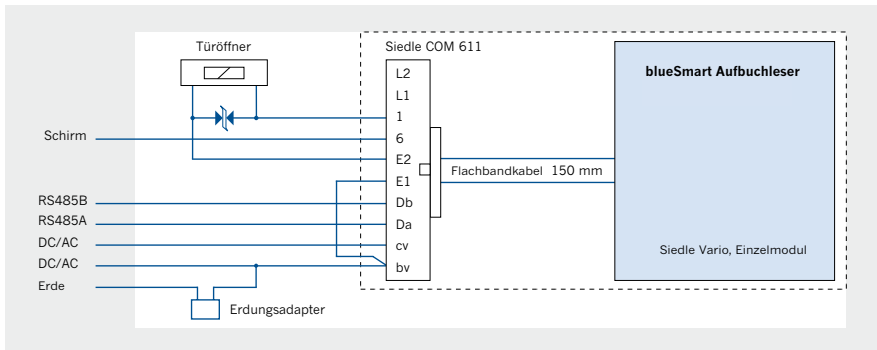 Türöffner
Siedle COM 611
L2
L1
1
6
E2
E1
Db
Da
cv
bv
Schirm
RS485B
RS485A
DC/AC
DC/AC
Erde
Erdungsadapter
Flachbandkabel 150 mm
blueSmart Aufbuchleser
Siedle Vario, Einzelmodul